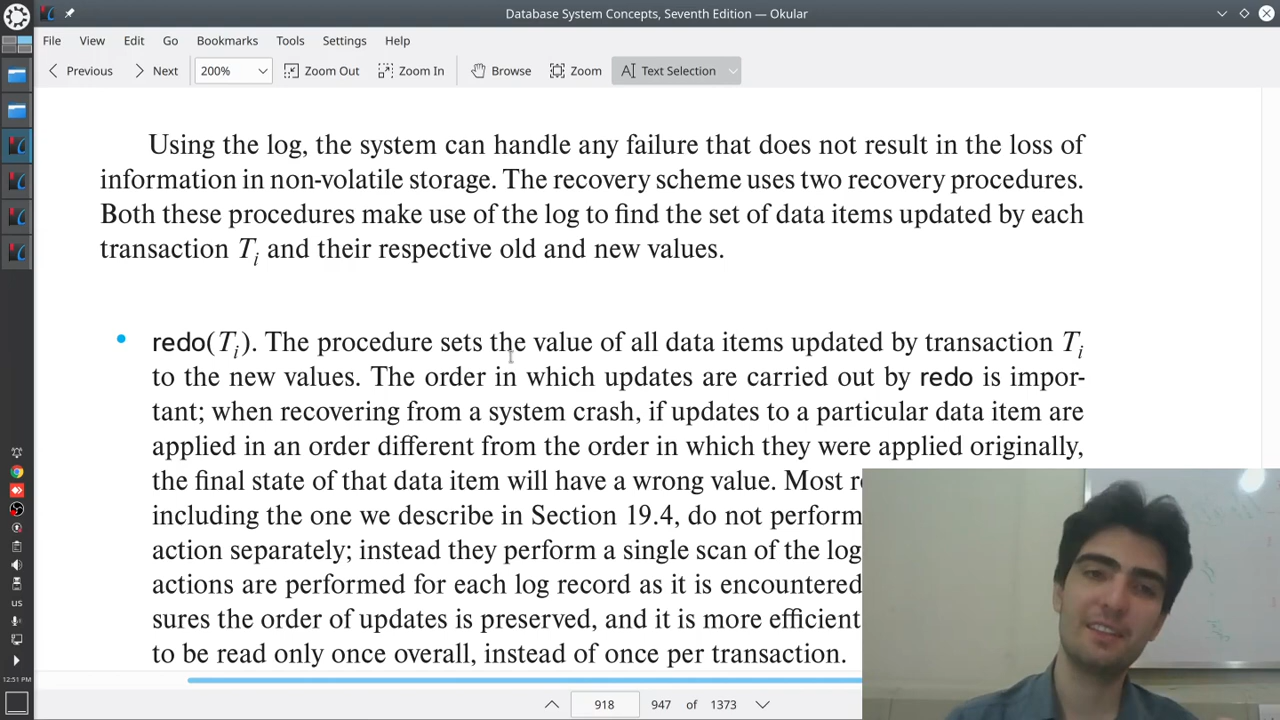 Database System Concepts, Seventh Edition — Okular
File View Edit Go Bookmarks Tools Settings Help
Previous Next 200% Zoom Out Zoom In Browse Zoom Text Selection
Using the log, the system can handle any failure that does not result in the loss of
information in non-volatile storage. The recovery scheme uses two recovery procedures.
Both these procedures make use of the log to find the set of data items updated by each
transaction Ti and their respective old and new values.
• redo(Ti). The procedure sets the value of all data items updated by transaction Ti
to the new values. The order in which updates are carried out by redo is impor-
tant; when recovering from a system crash, if updates to a particular data item are
applied in an order different from the order in which they were applied originally,
the final state of that data item will have a wrong value. Most
including the one we describe in Section 19.4, do not perform
action separately; instead they perform a single scan of the log
actions are performed for each log record as it is encountered
sures the order of updates is preserved, and it is more efficient
to be read only once overall, instead of once per transaction.
us
12:51 PM
918 947 of 1373